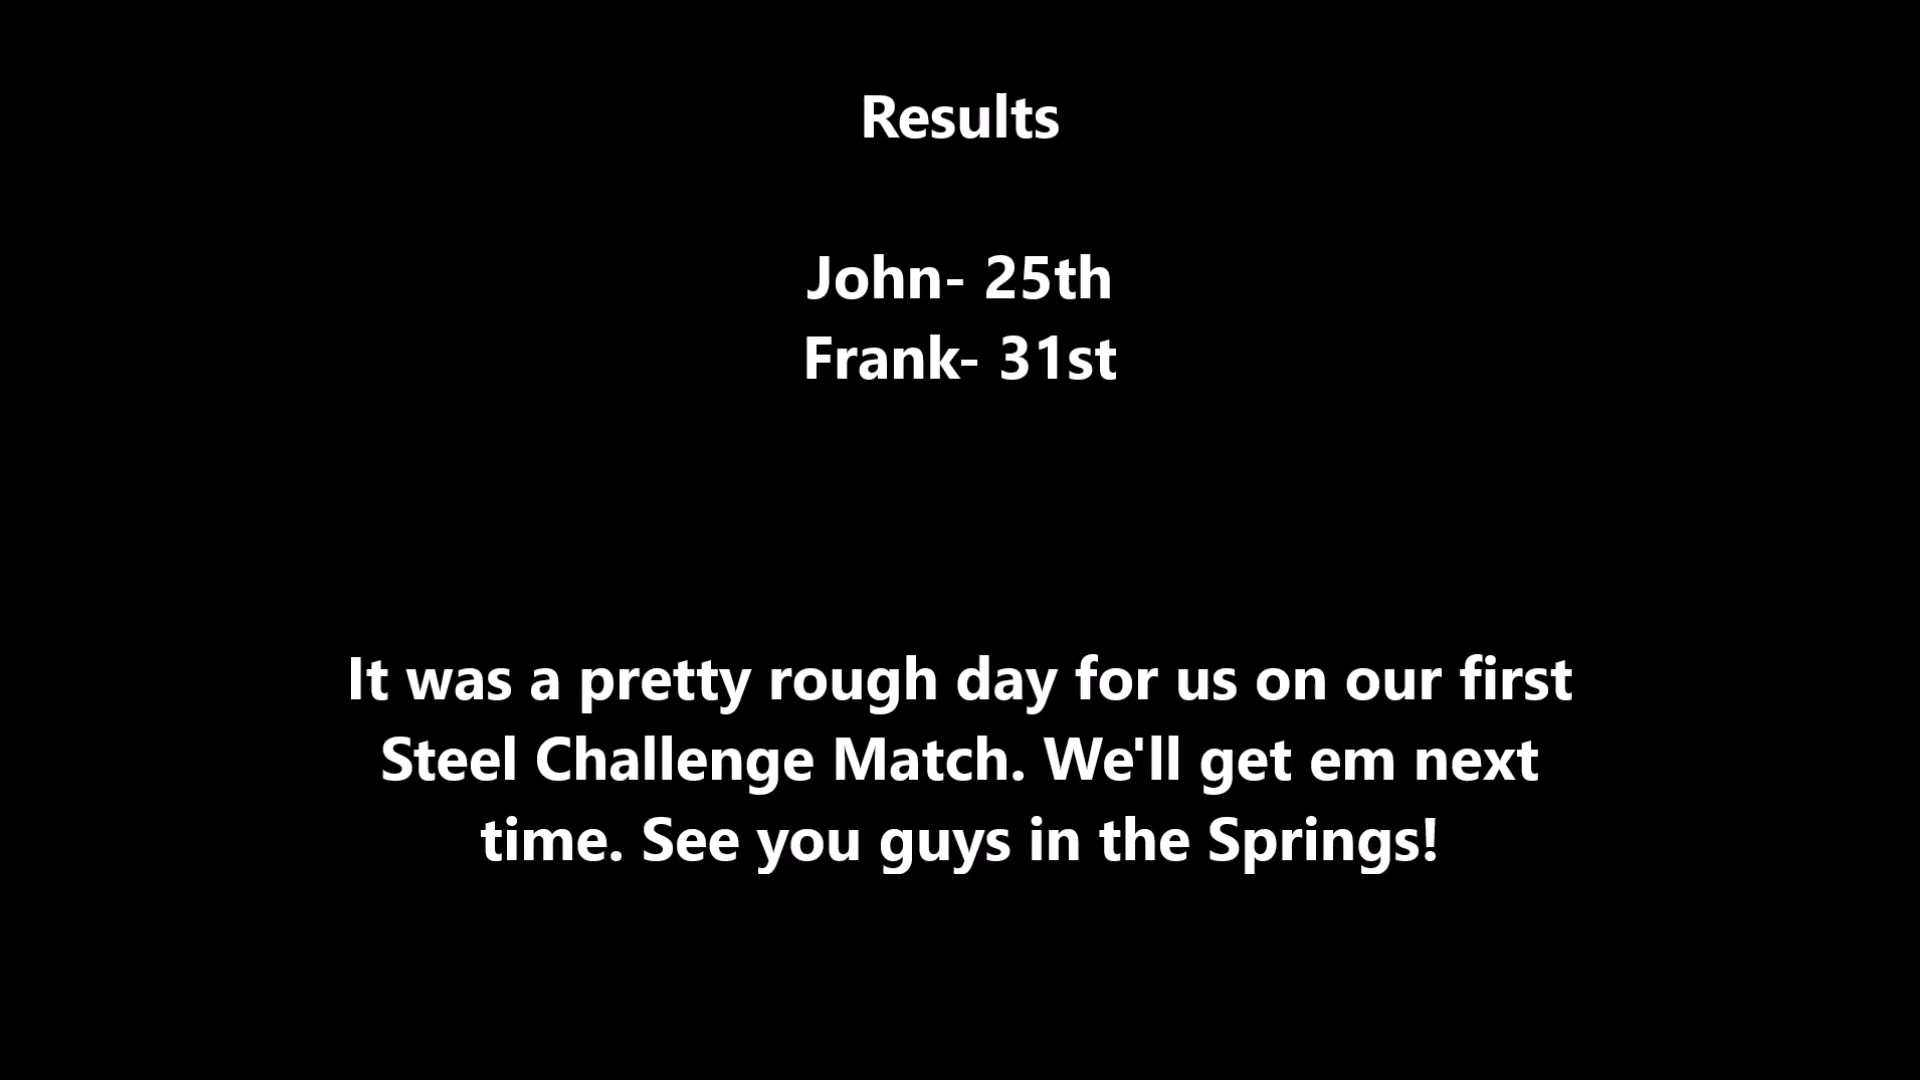 Results
John- 25th
Frank- 31st
It was a pretty rough day for us on our first
Steel Challenge Match. We'll get em next
time. See you guys in the Springs!